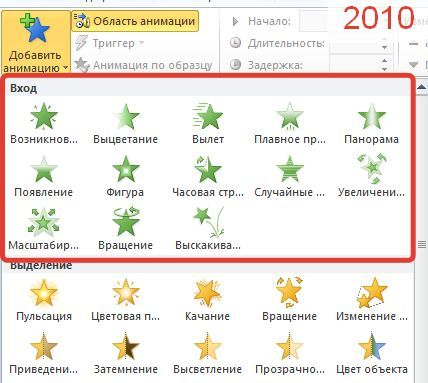 2010
Добавить анимацию
Область анимации
Триггер
Анимация по образцу
Начало:
Длительность:
Задержка:
Вход
Возникнов... Выцветание Вылет Плавное пр... Панорама
Появление Фигура Часовая стр... Случайные ... Увеличени...
Масштабир... Вращение Выскакива...
Выделение
Пульсация Цветовая п... Качание Вращение Изменение ...
Приведени... Затемнение Высветление Прозрачно... Цвет объекта